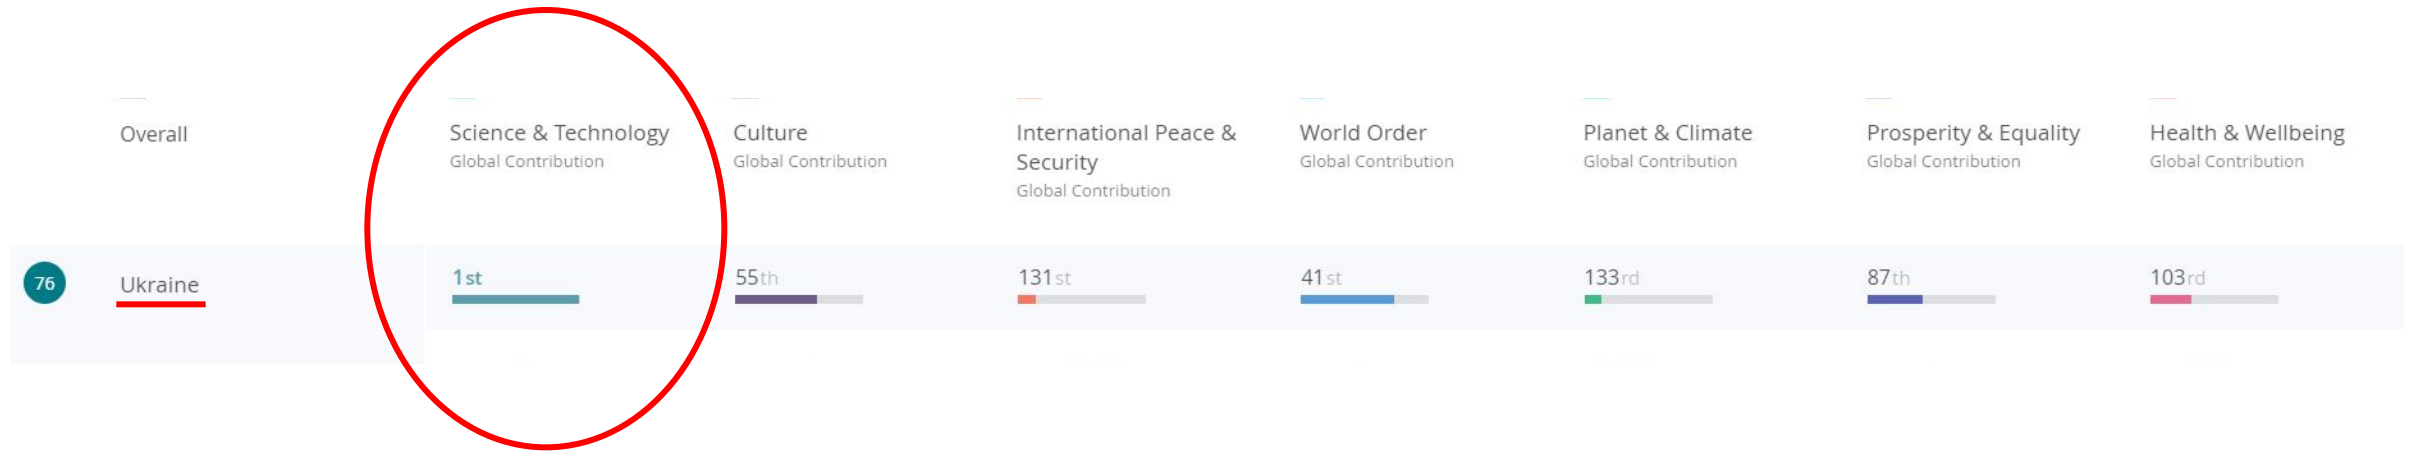 Overall
Science & Technology
Global Contribution
Culture
Global Contribution
International Peace &
Security
Global Contribution
World Order
Global Contribution
Planet & Climate
Global Contribution
Prosperity & Equality
Global Contribution
Health & Wellbeing
Global Contribution
76
Ukraine
1st
55th
131st
41st
133rd
87th
103rd